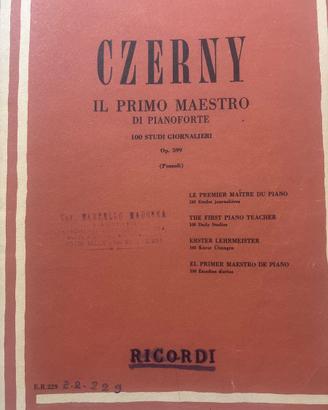 CZERNY
IL PRIMO MAESTRO
DI PIANOFORTE
100 STUDI GIORNALIERI
Op. 599
(Pozzoli)
LE PREMIER MAÎTRE DU PIANO
100 Études journalières
THE FIRST PIANO TEACHER
100 Daily Studies
ERSTER LEHRMEISTER
100 Kurze Übungen
EL PRIMER MAESTRO DE PIANO
100 Estudios diarios
MARCELLO
RICORDI
E.R. 229